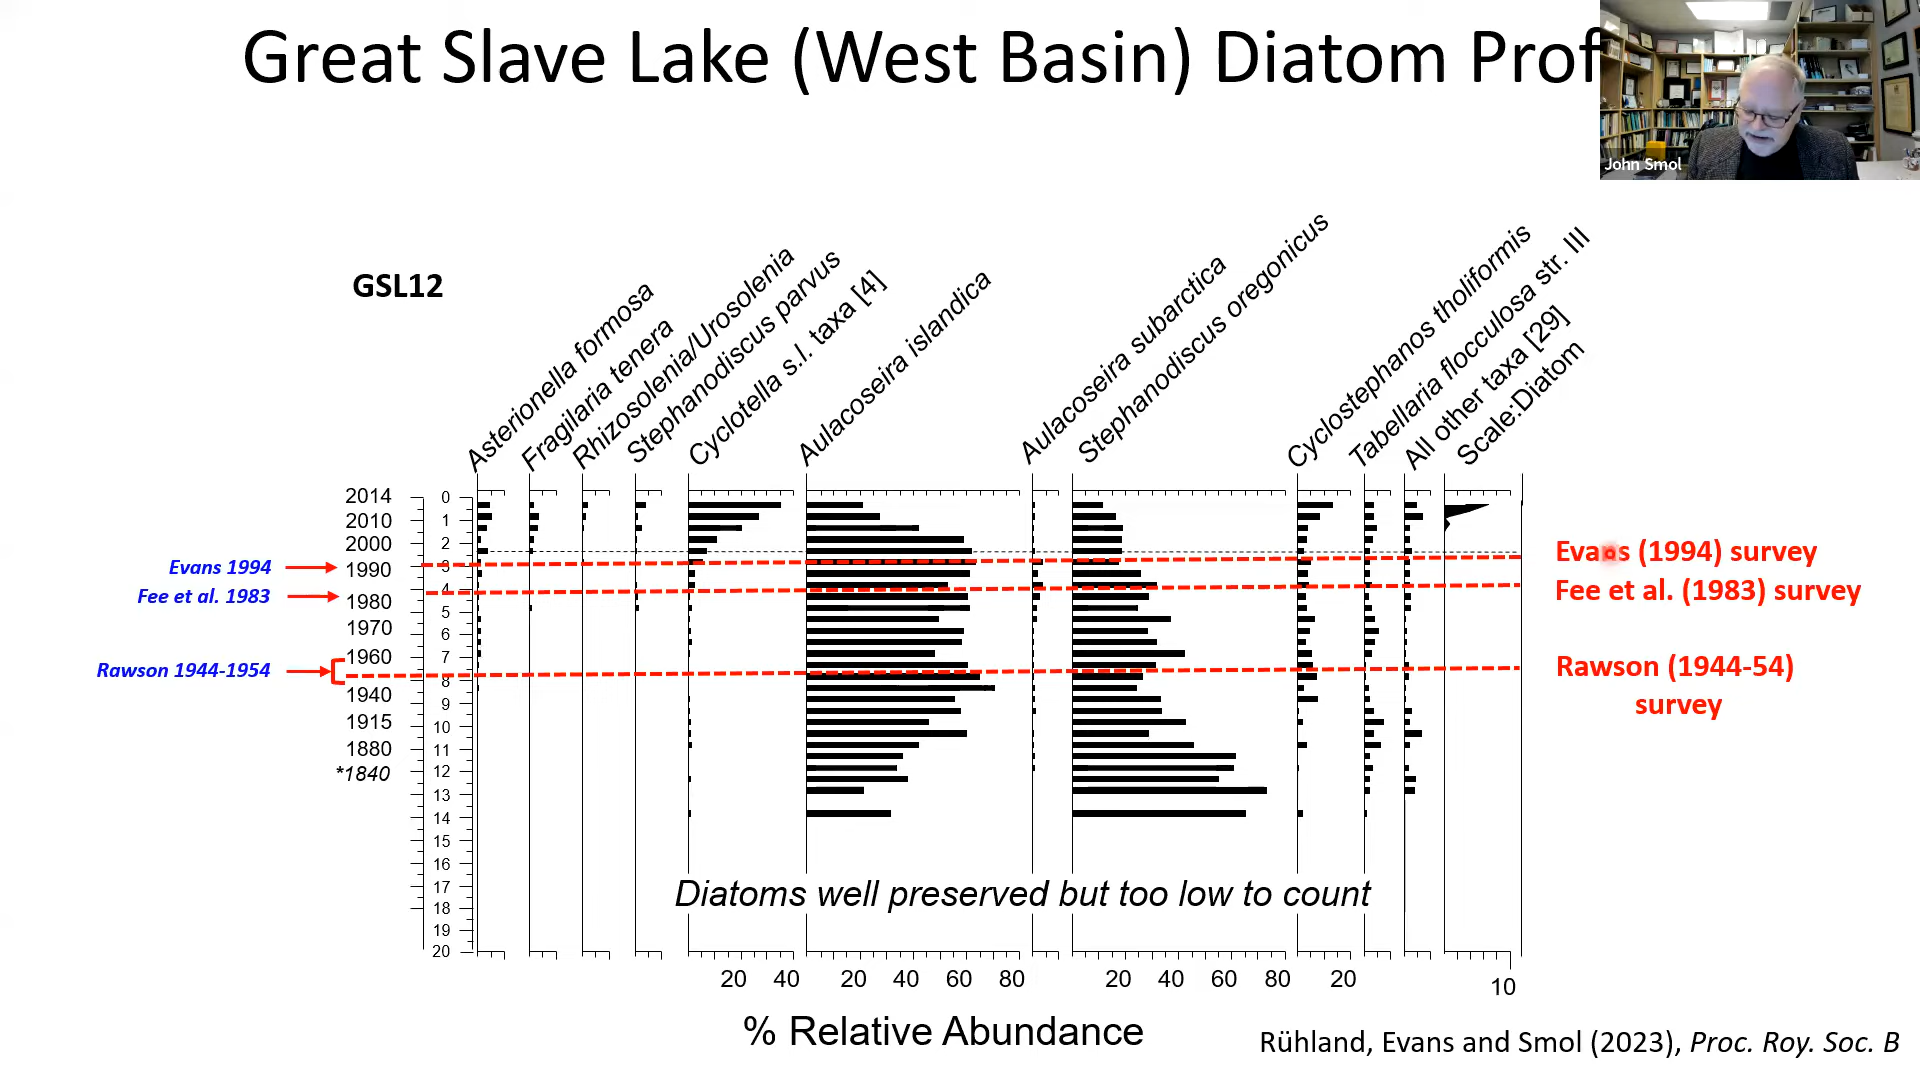 Great Slave Lake (West Basin) Diatom Prof
John Smol
GSL12
Asterionella formosa
Fragilaria tenera
Rhizosolenia/Urosolenia
Stephanodiscus parvus
Cyclotella s.l. taxa [4]
Aulacoseira islandica
Aulacoseira subarctica
Stephanodiscus oregonicus
Cyclostephanos tholiformis
Tabellaria flocculosa str. III
All other taxa [29]
Scale:Diatom
2014
2010
2000
1990
1980
1970
1960
1940
1915
1880
*1840
0
1
2
3
4
5
6
7
8
9
10
11
12
13
14
15
16
17
18
19
20
Evans 1994
Fee et al. 1983
Rawson 1944-1954
Evans (1994) survey
Fee et al. (1983) survey
Rawson (1944-54)
survey
Diatoms well preserved but too low to count
20 40 20 40 60 80 20 40 60 80 20 10
% Relative Abundance
Rühland, Evans and Smol (2023), Proc. Roy. Soc. B